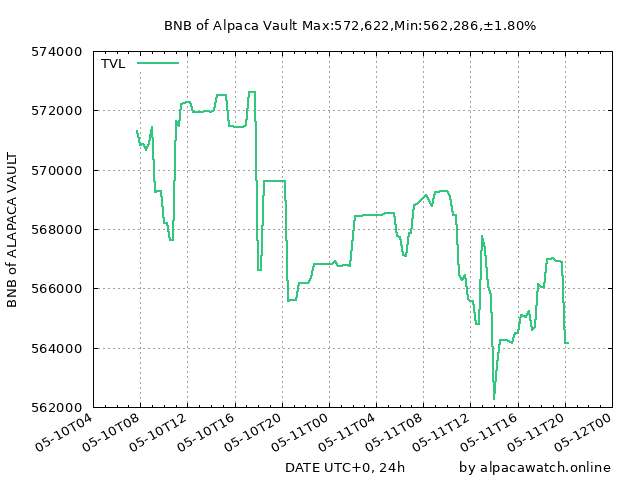 BNB of Alpaca Vault Max:572,622,Min:562,286,±1.80%
574000
TVL
572000
570000
568000
566000
564000
562000
BNB of ALAPACA VAULT
05-10T04
05-10T08
05-10T12
05-10T16
05-10T20
05-11T00
05-11T04
05-11T08
05-11T12
05-11T16
05-11T20
05-12T00
DATE UTC+0, 24h
by alpacawatch.online